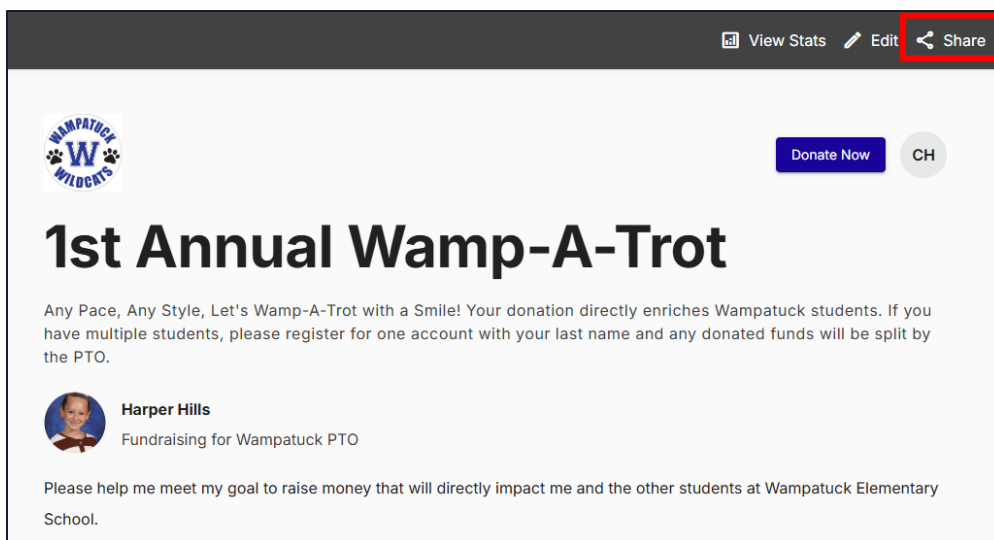 View Stats Edit Share
WAMPATUCK
W
WILDCATS
Donate Now CH
1st Annual Wamp-A-Trot
Any Pace, Any Style, Let's Wamp-A-Trot with a Smile! Your donation directly enriches Wampatuck students. If you
have multiple students, please register for one account with your last name and any donated funds will be split by
the PTO.
Harper Hills
Fundraising for Wampatuck PTO
Please help me meet my goal to raise money that will directly impact me and the other students at Wampatuck Elementary
School.